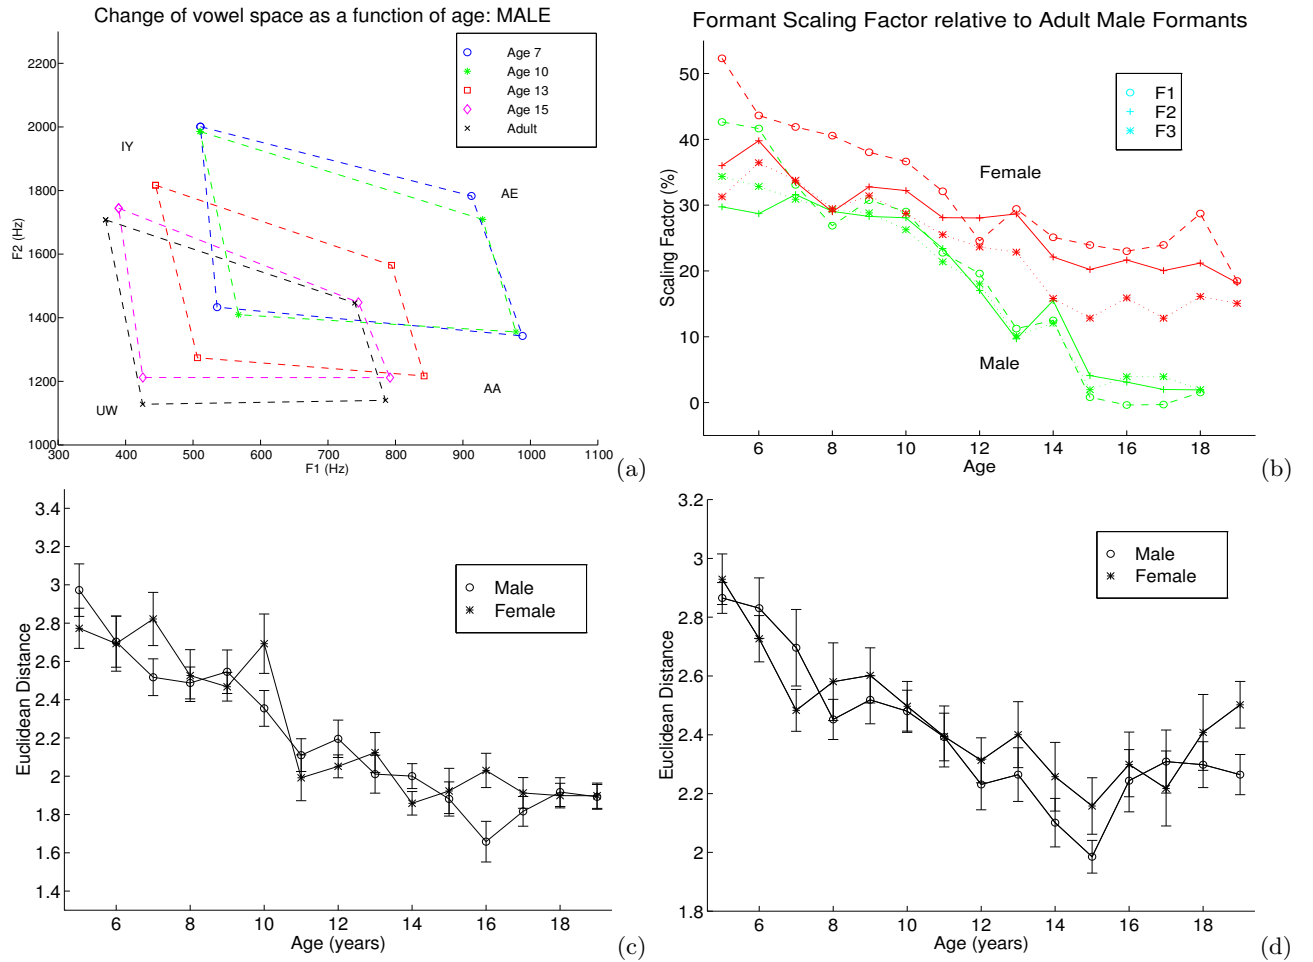 Change of vowel space as a function of age: MALE
2200
2000
1800
1600
1400
1200
1000
F2 (Hz)
300 400 500 600 700 800 900 1000 1100
F1 (Hz)
IY
AE
UW
AA
Age 7
Age 10
Age 13
Age 15
Adult
(a)
Formant Scaling Factor relative to Adult Male Formants
50
40
30
20
10
0
Scaling Factor (%)
6 8 10 12 14 16 18
Age
Female
Male
F1
F2
F3
(b)
3.4
3.2
3
2.8
2.6
2.4
2.2
2
1.8
1.6
1.4
Euclidean Distance
6 8 10 12 14 16 18
Age (years)
Male
Female
(c)
3.2
3
2.8
2.6
2.4
2.2
2
1.8
Euclidean Distance
6 8 10 12 14 16 18
Age (years)
Male
Female
(d)